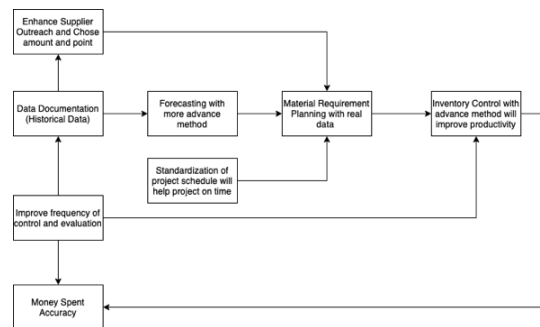 Enhance Supplier
Outreach and Chose
amount and point
Data Documentation
(Historical Data)
Forecasting with
more advance
method
Material Requirement
Planning with real
data
Inventory Control with
advance method will
improve productivity
Standardization of
project schedule will
help project on time
Improve frequency of
control and evaluation
Money Spent
Accuracy